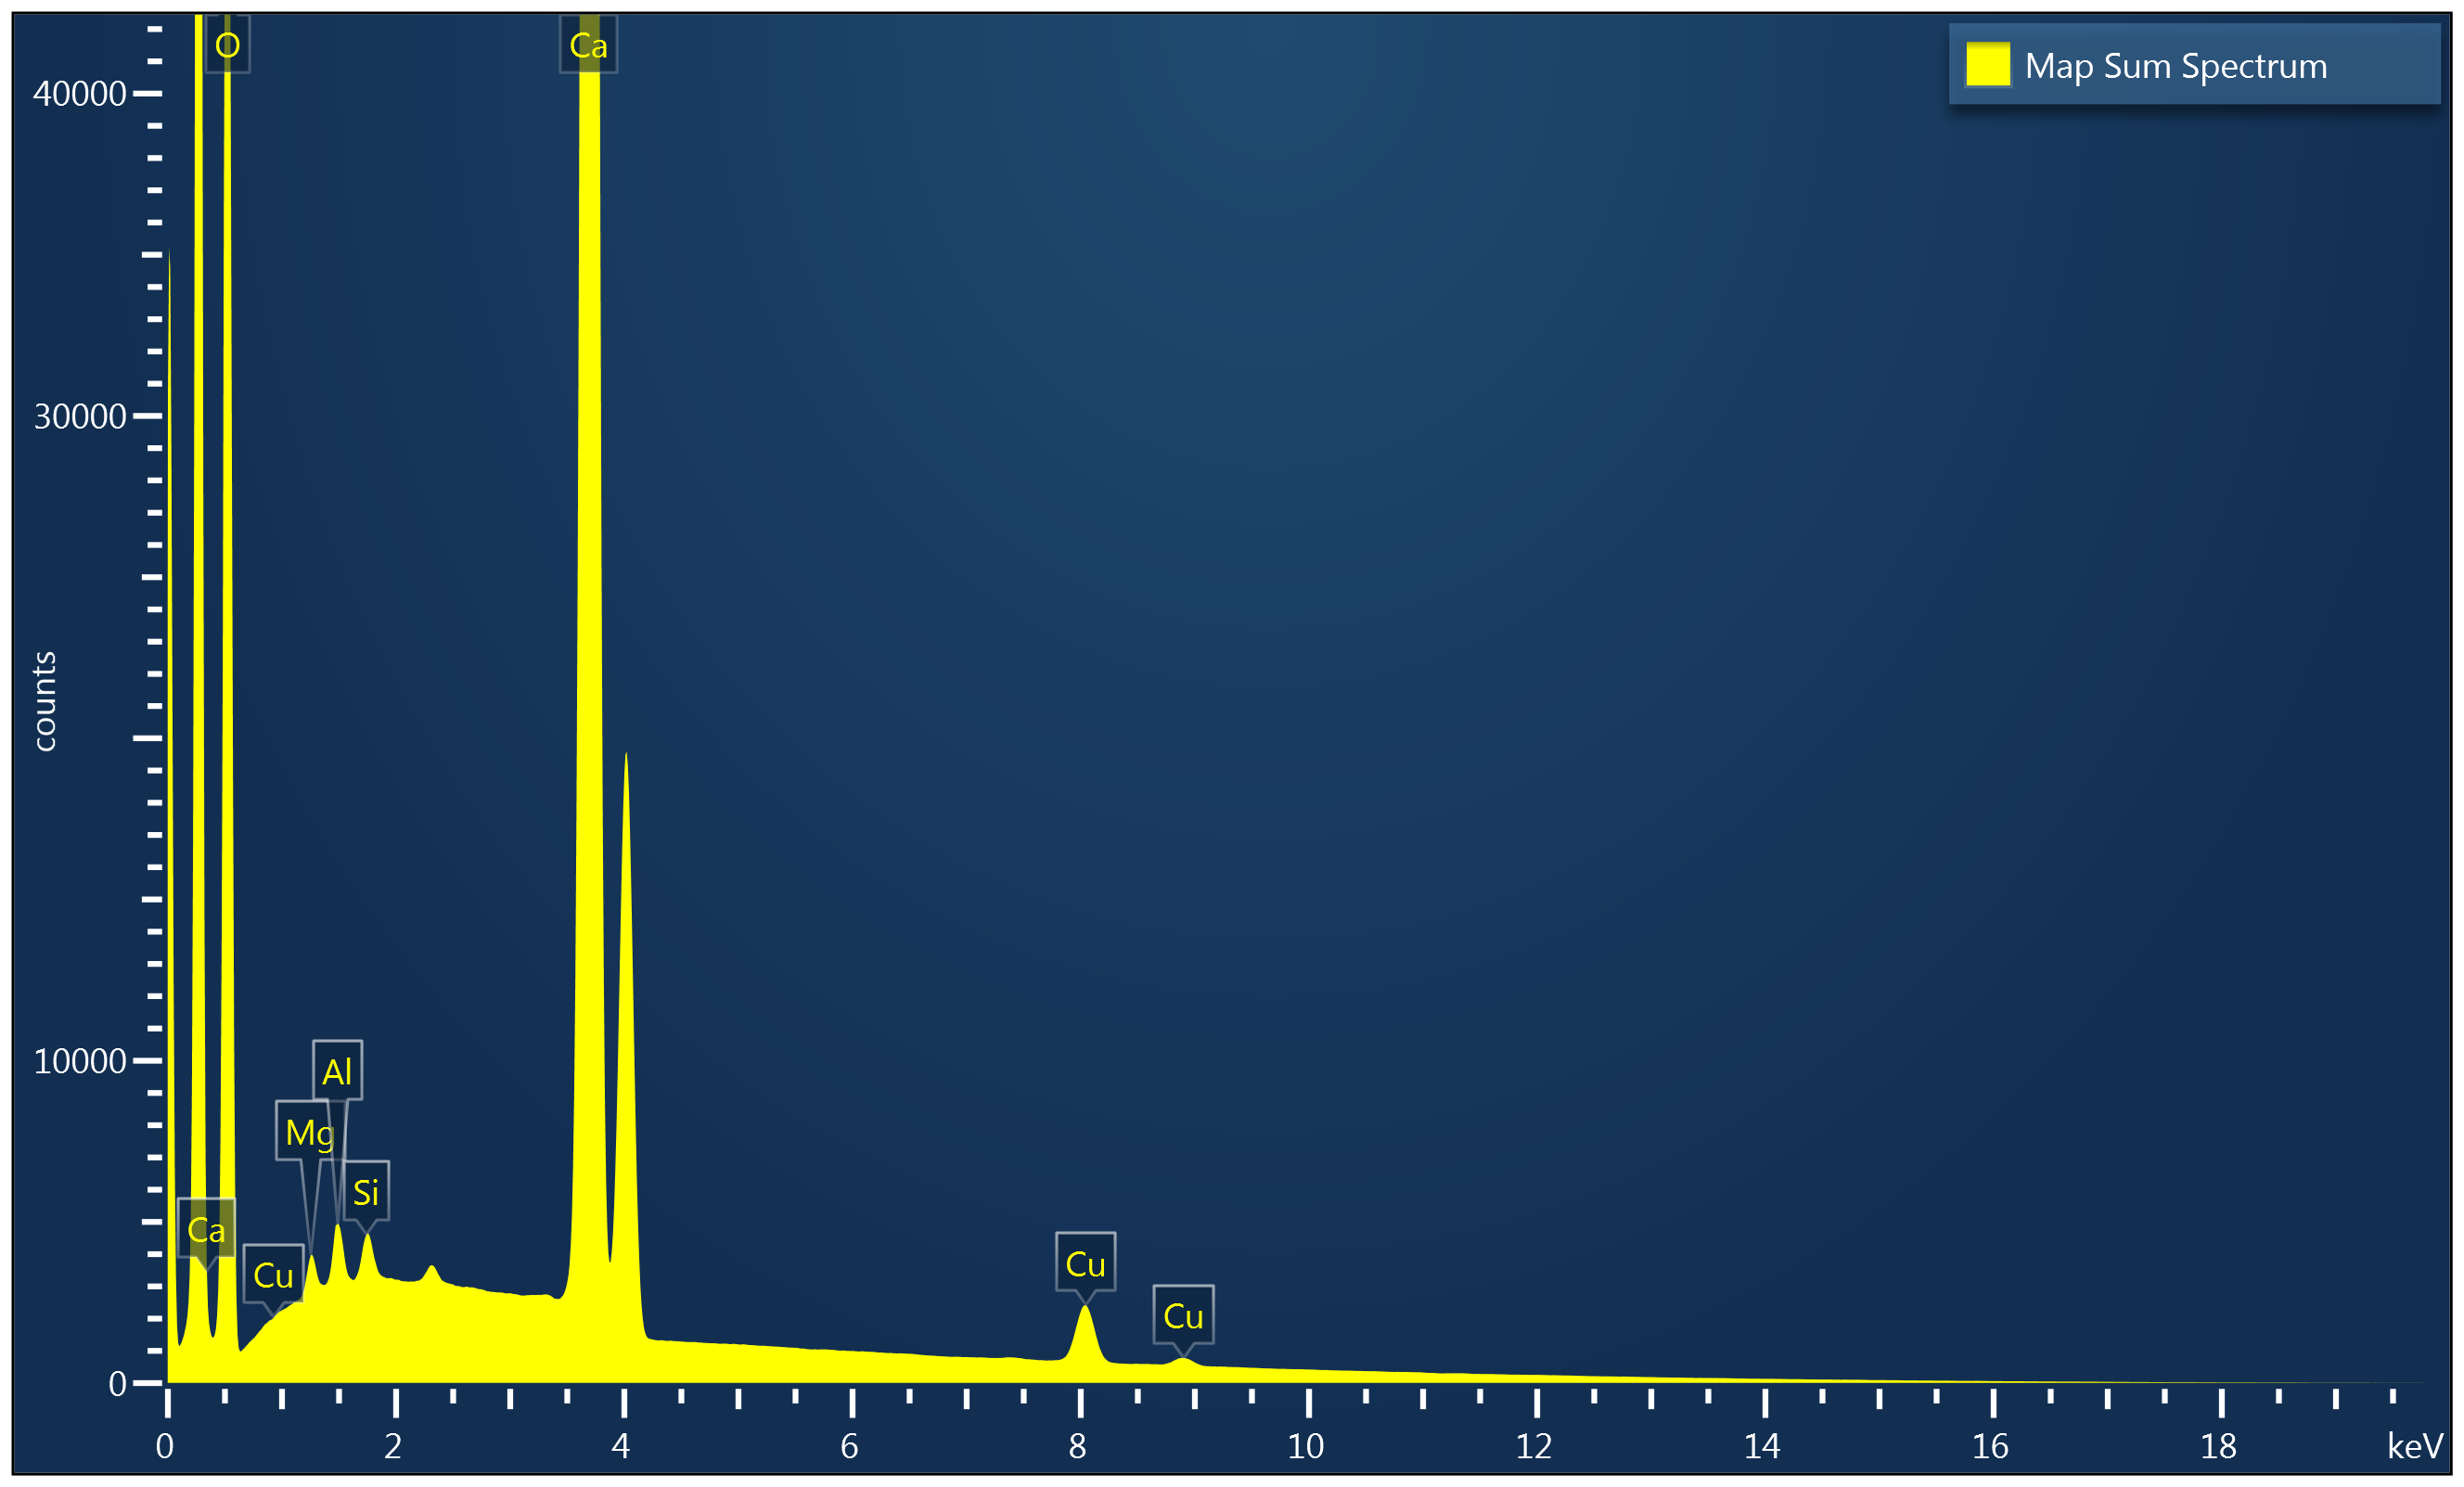 O
Ca
Map Sum Spectrum
40000
30000
counts
10000
Al
Mg
Si
Ca
Cu
Cu
Cu
0
0 2 4 6 8 10 12 14 16 18 keV